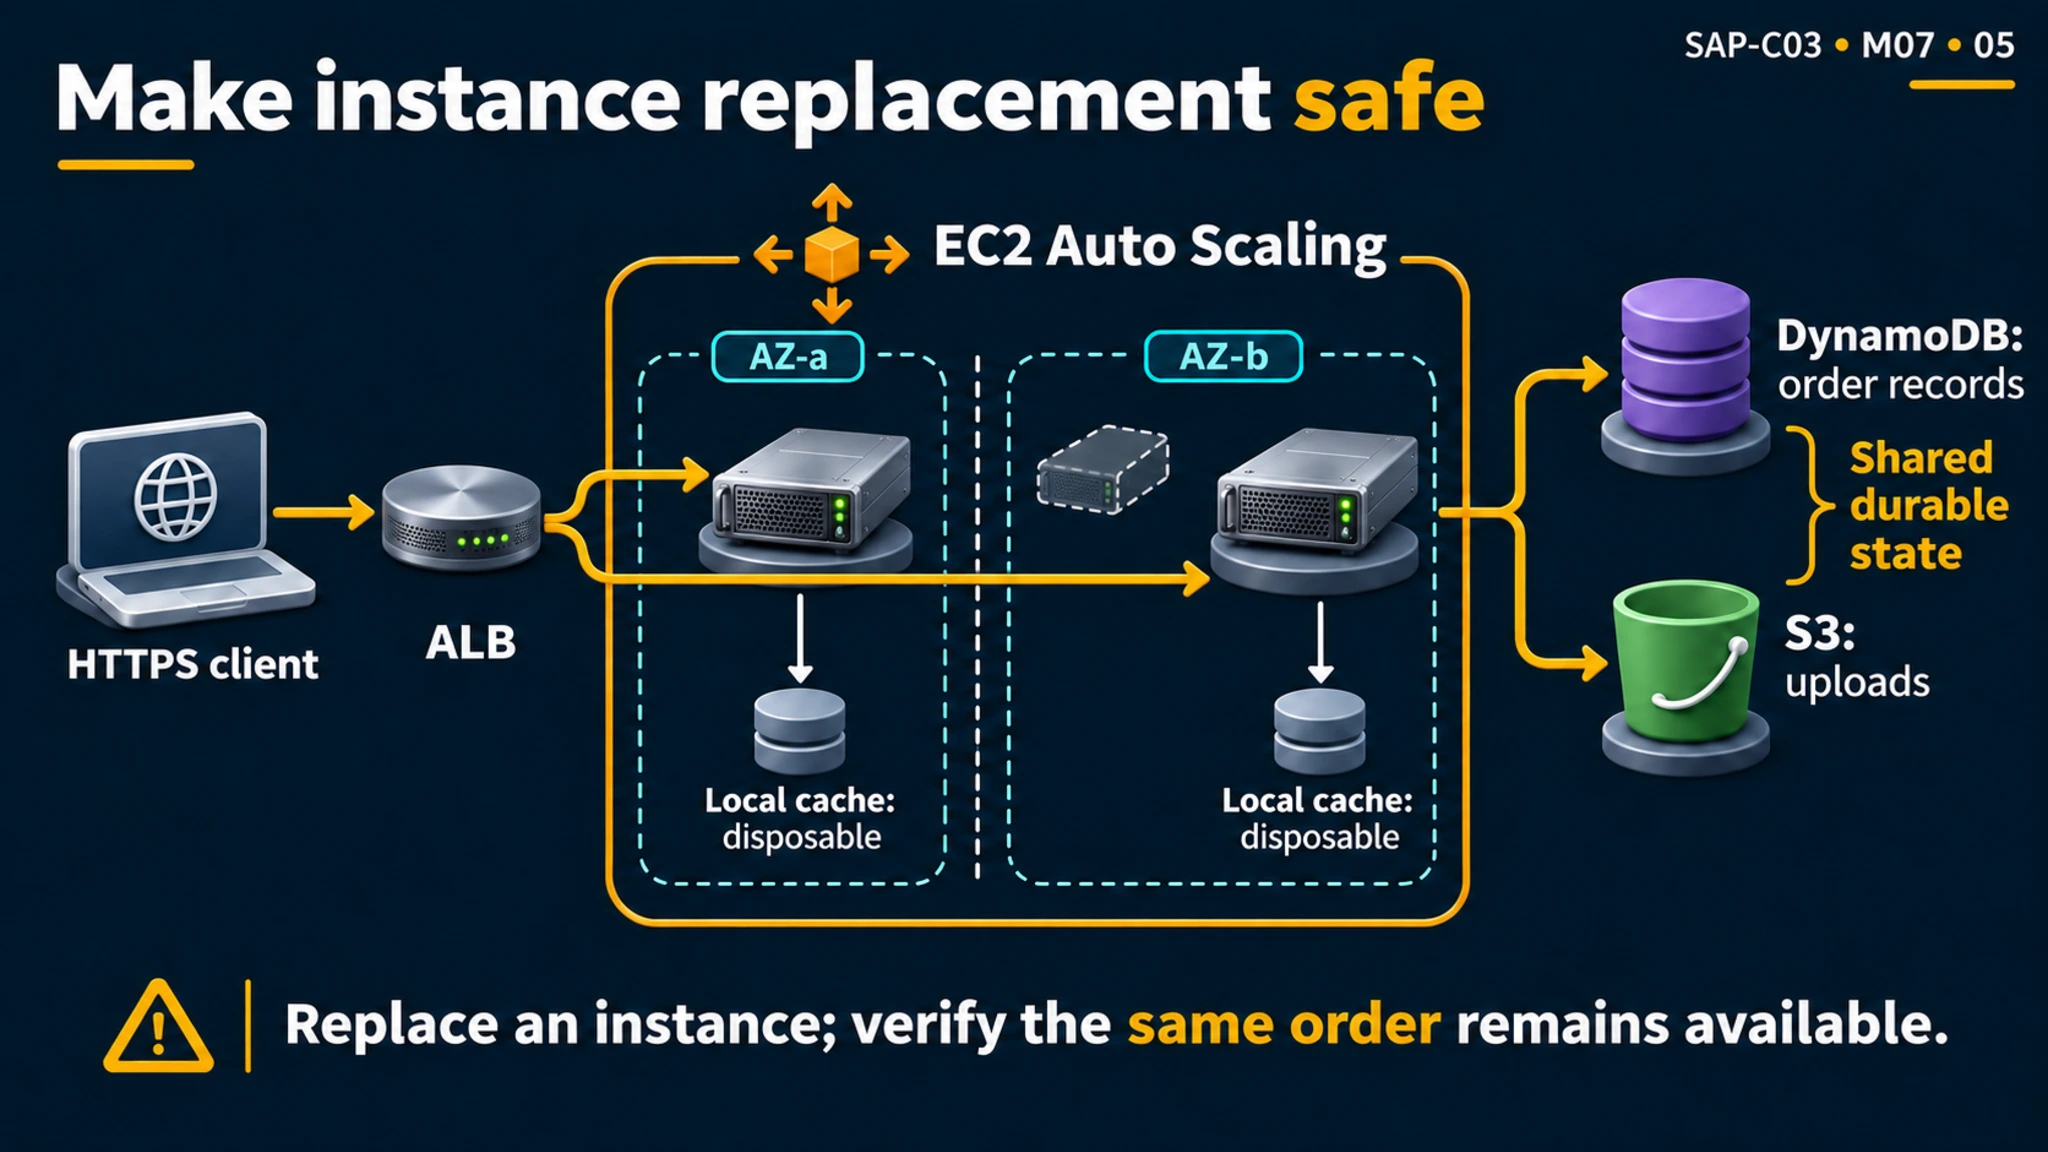 SAP-C03 • M07 • 05
Make instance replacement safe
EC2 Auto Scaling
AZ-a
AZ-b
HTTPS client
ALB
Local cache:
disposable
Local cache:
disposable
DynamoDB:
order records
Shared
durable
state
S3:
uploads
Replace an instance; verify the same order remains available.